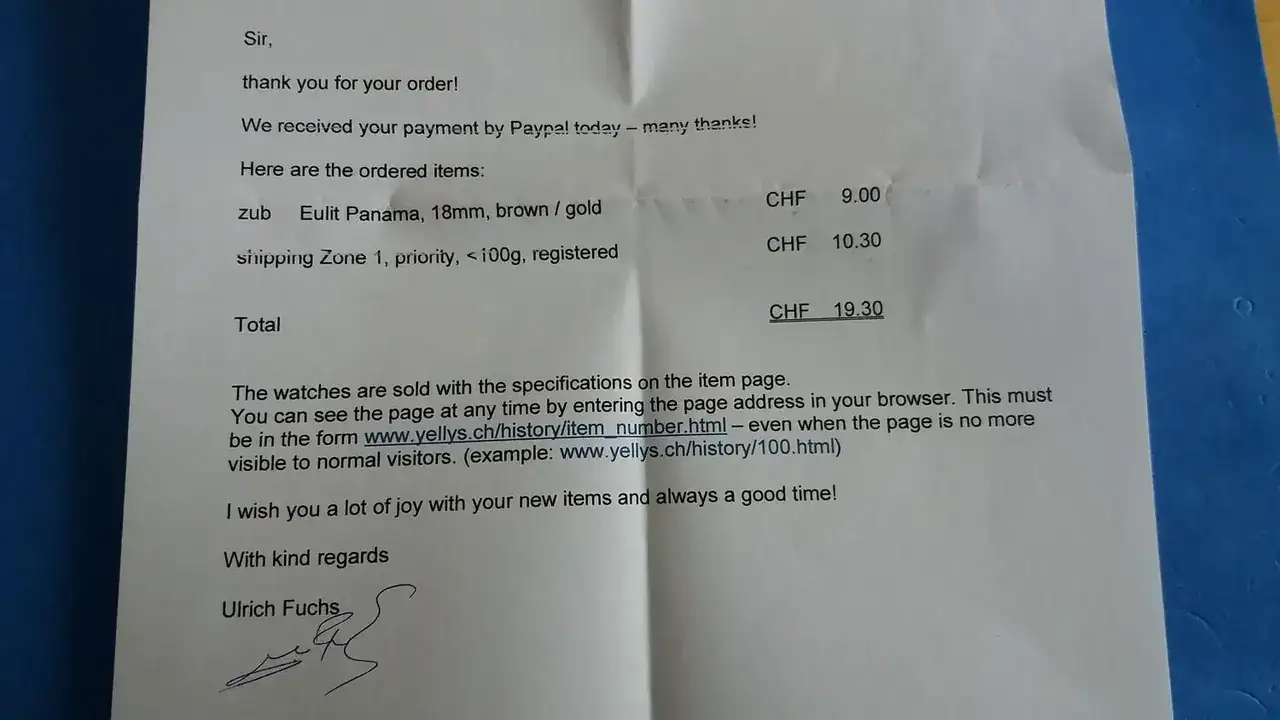 Sir,
thank you for your order!
We received your payment by Paypal today – many thanks!
Here are the ordered items:
zub Eulit Panama, 18mm, brown / gold CHF 9.00
shipping Zone 1, priority, <100g, registered CHF 10.30
Total CHF 19.30
The watches are sold with the specifications on the item page.
You can see the page at any time by entering the page address in your browser. This must
be in the form www.yellys.ch/history/item_number.html – even when the page is no more
visible to normal visitors. (example: www.yellys.ch/history/100.html)
I wish you a lot of joy with your new items and always a good time!
With kind regards
Ulrich Fuchs